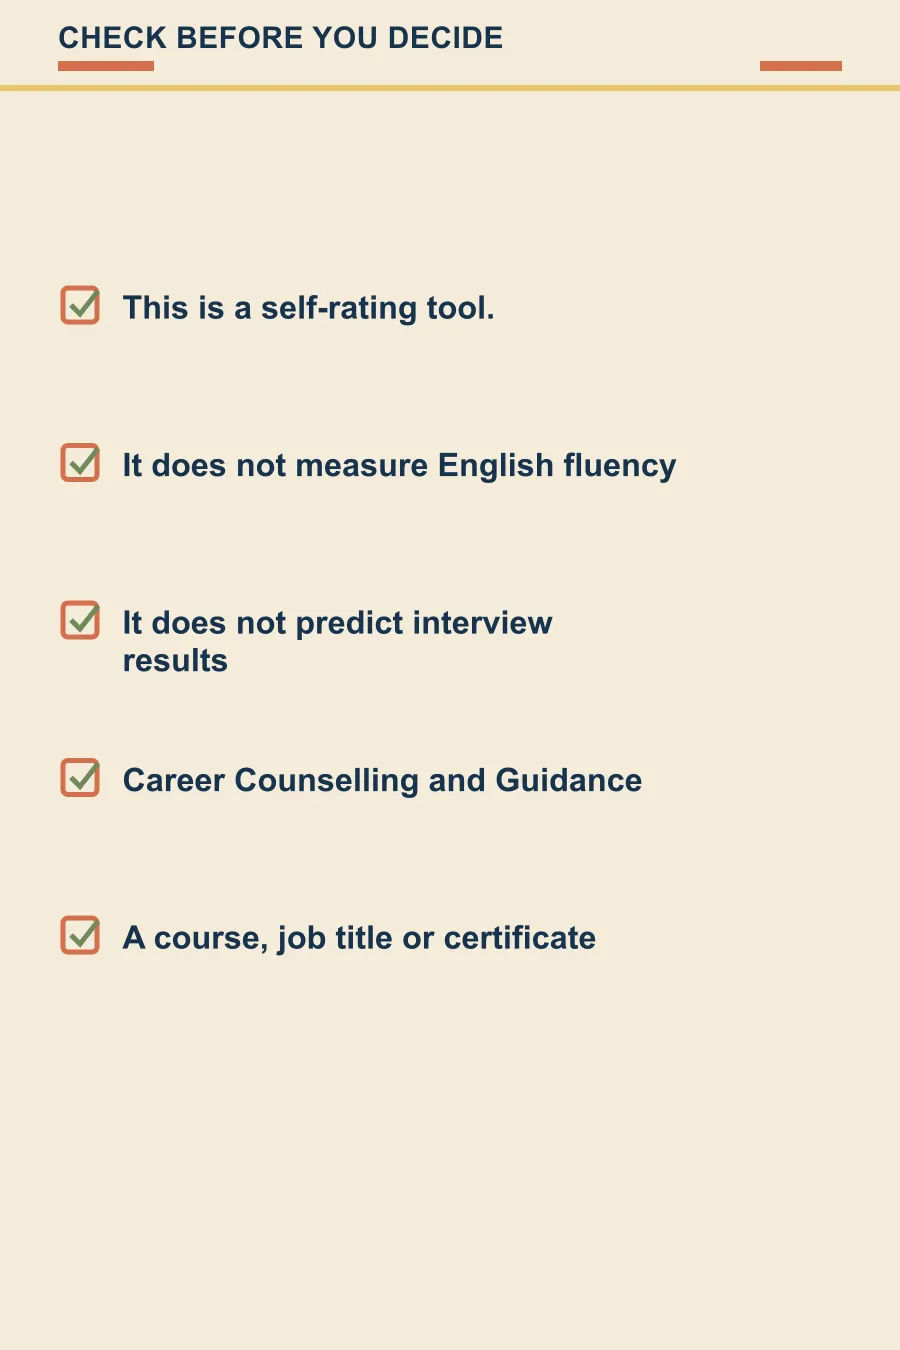 CHECK BEFORE YOU DECIDE
This is a self-rating tool.
It does not measure English fluency
It does not predict interview
results
Career Counselling and Guidance
A course, job title or certificate